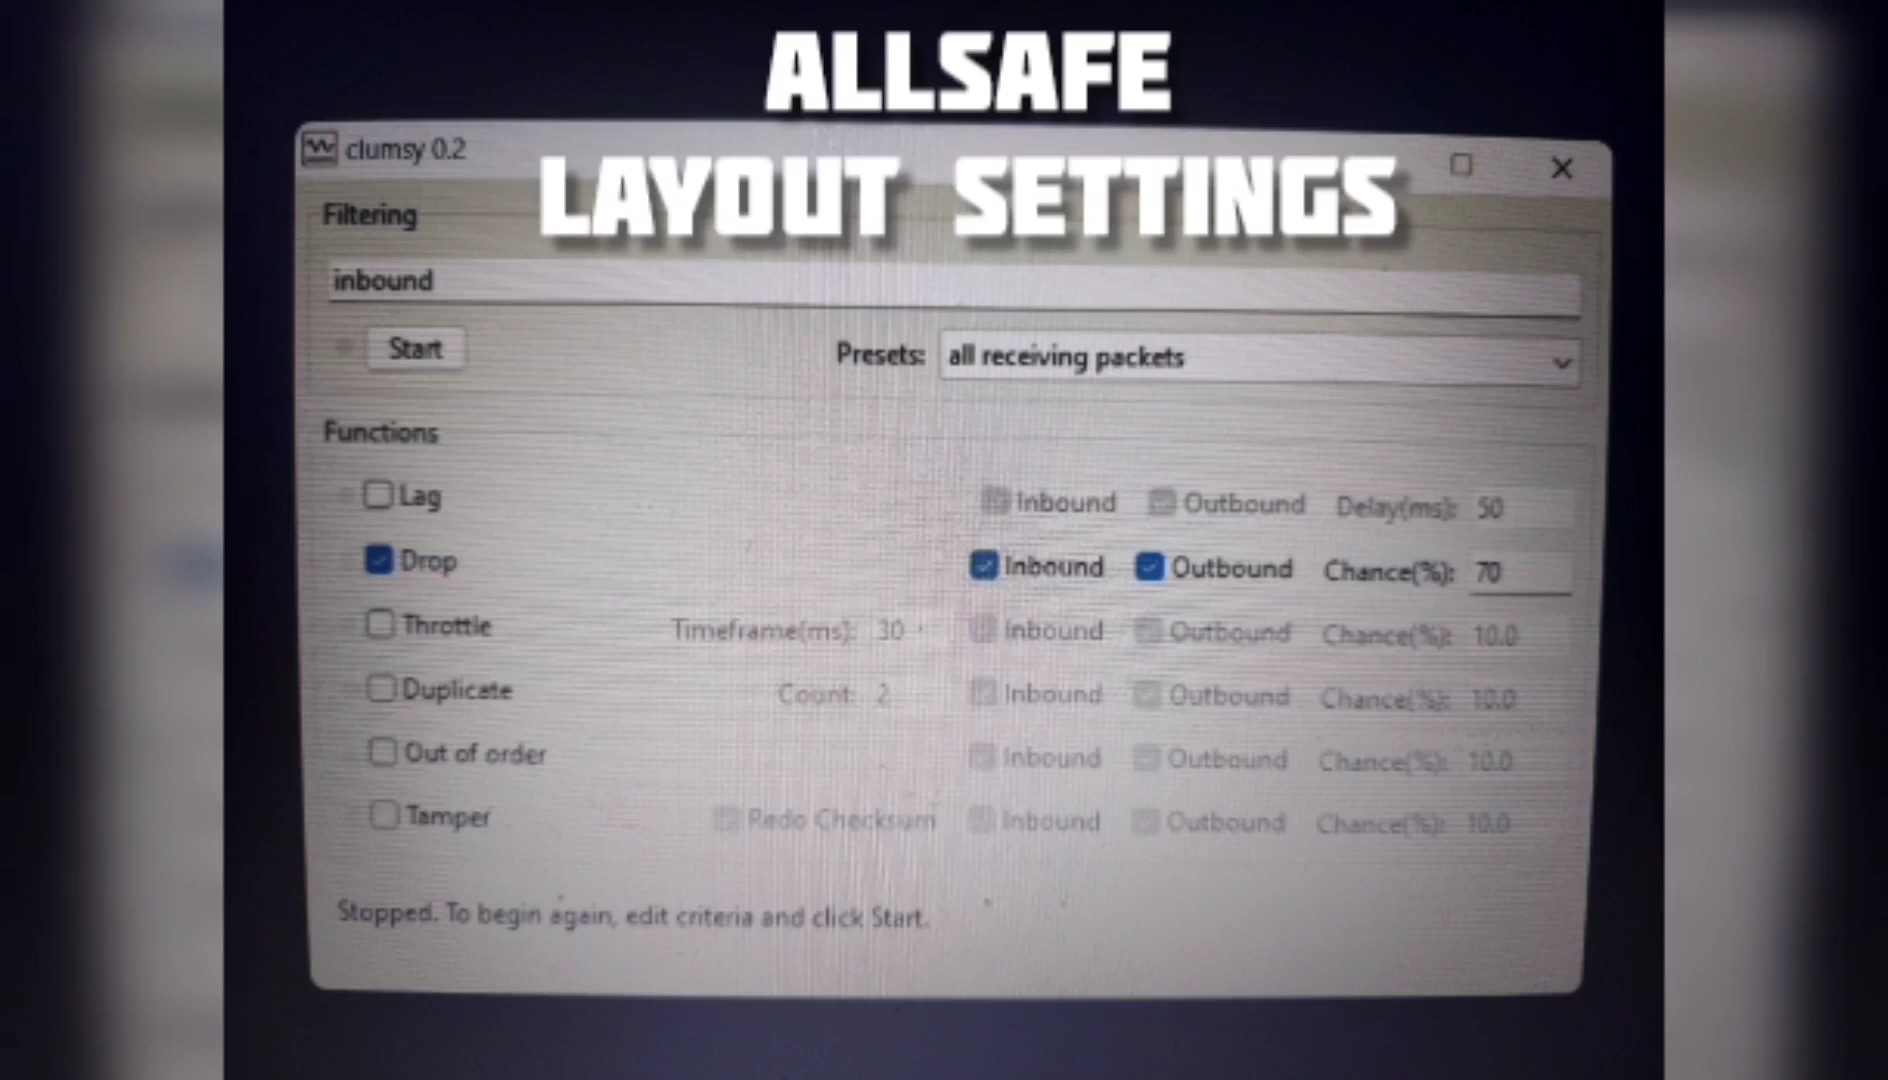 ALLSAFE
clumsy 0.2
LAYOUT SETTINGS
Filtering
inbound
Start Presets: all receiving packets
Functions
Lag Inbound Outbound Delay(ms): 50
Drop Inbound Outbound Chance(%): 70
Throttle Timeframe(ms): 30 Inbound Outbound Chance(%): 10.0
Duplicate Count: 2 Inbound Outbound Chance(%): 10.0
Out of order Inbound Outbound Chance(%): 10.0
Tamper Redo Checksum Inbound Outbound Chance(%): 10.0
Stopped. To begin again, edit criteria and click Start.